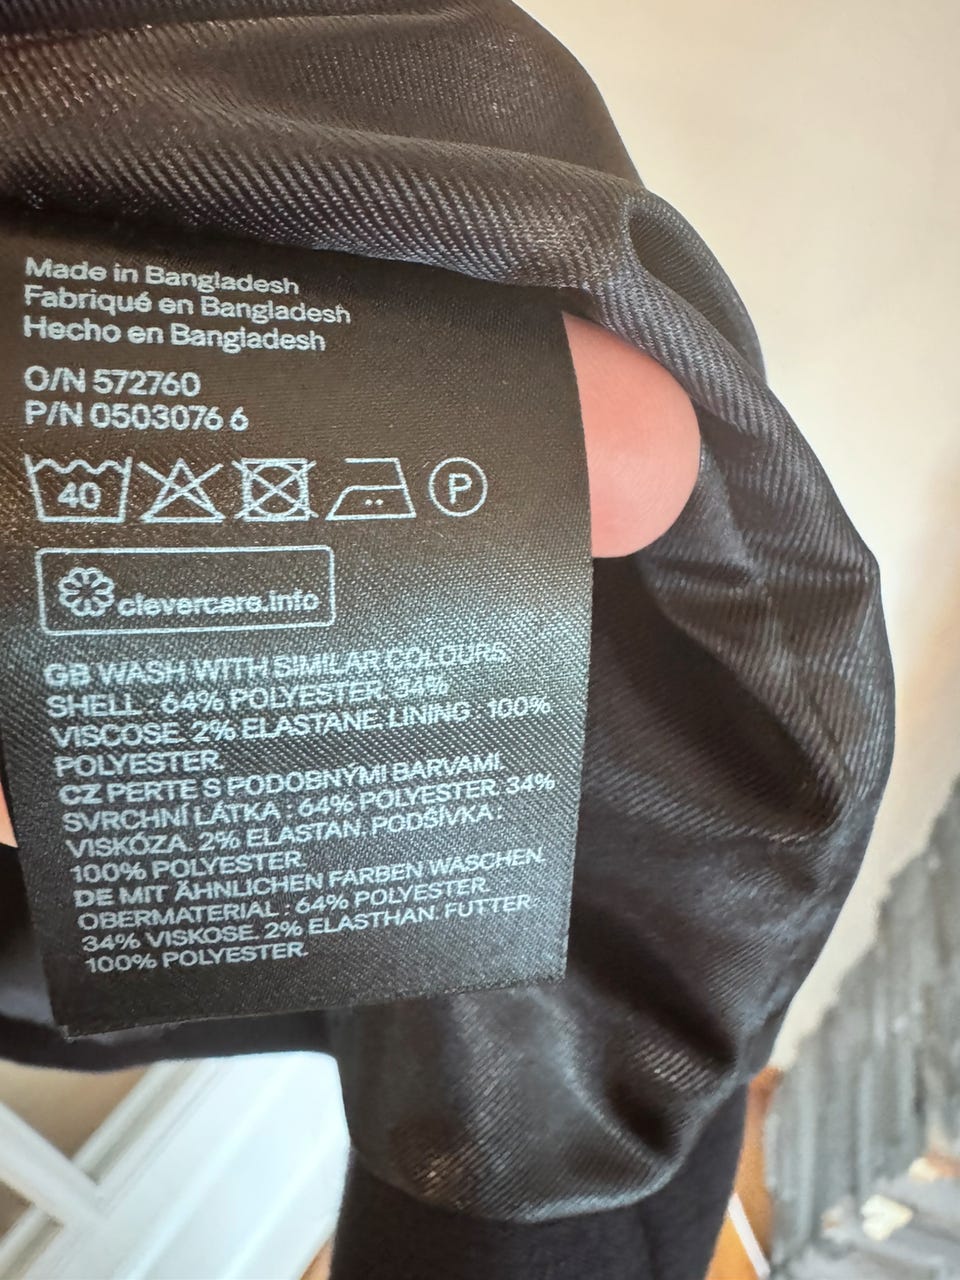 Made in Bangladesh
Fabriqué en Bangladesh
Hecho en Bangladesh
O/N 572760
P/N 0503076 6
40 P
clevercare.info
GB WASH WITH SIMILAR COLOURS
SHELL : 64% POLYESTER. 34%
VISCOSE. 2% ELASTANE. LINING : 100%
POLYESTER.
CZ PERTE S PODOBNÝMI BARVAMI.
SVRCHNÍ LÁTKA : 64% POLYESTER. 34%
VISKÓZA. 2% ELASTAN. PODŠÍVKA :
100% POLYESTER.
DE MIT ÄHNLICHEN FARBEN WASCHEN.
OBERMATERIAL : 64% POLYESTER.
34% VISKOSE. 2% ELASTHAN. FUTTER :
100% POLYESTER.